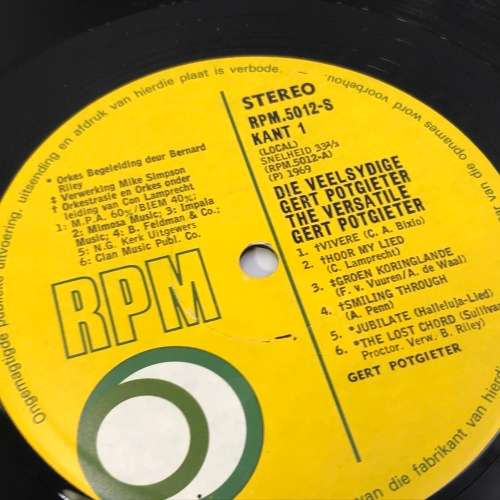 Ongemagtigde publieke uitvoering, uitsending en afdruk van hierdie plaat is verbode.
van die opnames word voorbehou.
van die fabrikant van hier
STEREO
RPM.5012-S
KANT 1
(LOCAL)
SNELHEID 33⅓
(RPM.5012-A)
(P) 1969
* Orkes Begeleiding deur Bernard
Riley
‡ Verwerking Mike Simpson
† Orkestrasie en Orkes onder
leiding van Con Lamprecht
1: M.P.A. 60%/BIEM 40%;
2: Mimosa Music; 3: Impala
Music; 4: B. Feldman & Co.;
5: N.G. Kerk Uitgewers
6: Clan Music Publ. Co.
RPM
DIE VEELSYDIGE
GERT POTGIETER
THE VERSATILE
GERT POTGIETER
1. †VIVERE (C. A. Bixio)
2. †HOOR MY LIED
(C. Lamprecht)
3. ‡GROEN KORINGLANDE
(F. v. Vuuren/A. de Waal)
4. †SMILING THROUGH
(A. Penn)
5. *JUBILATE (Halleluja-Lied)
6. *THE LOST CHORD (Sullivan
Proctor. Verw. B. Riley)
GERT POTGIETER